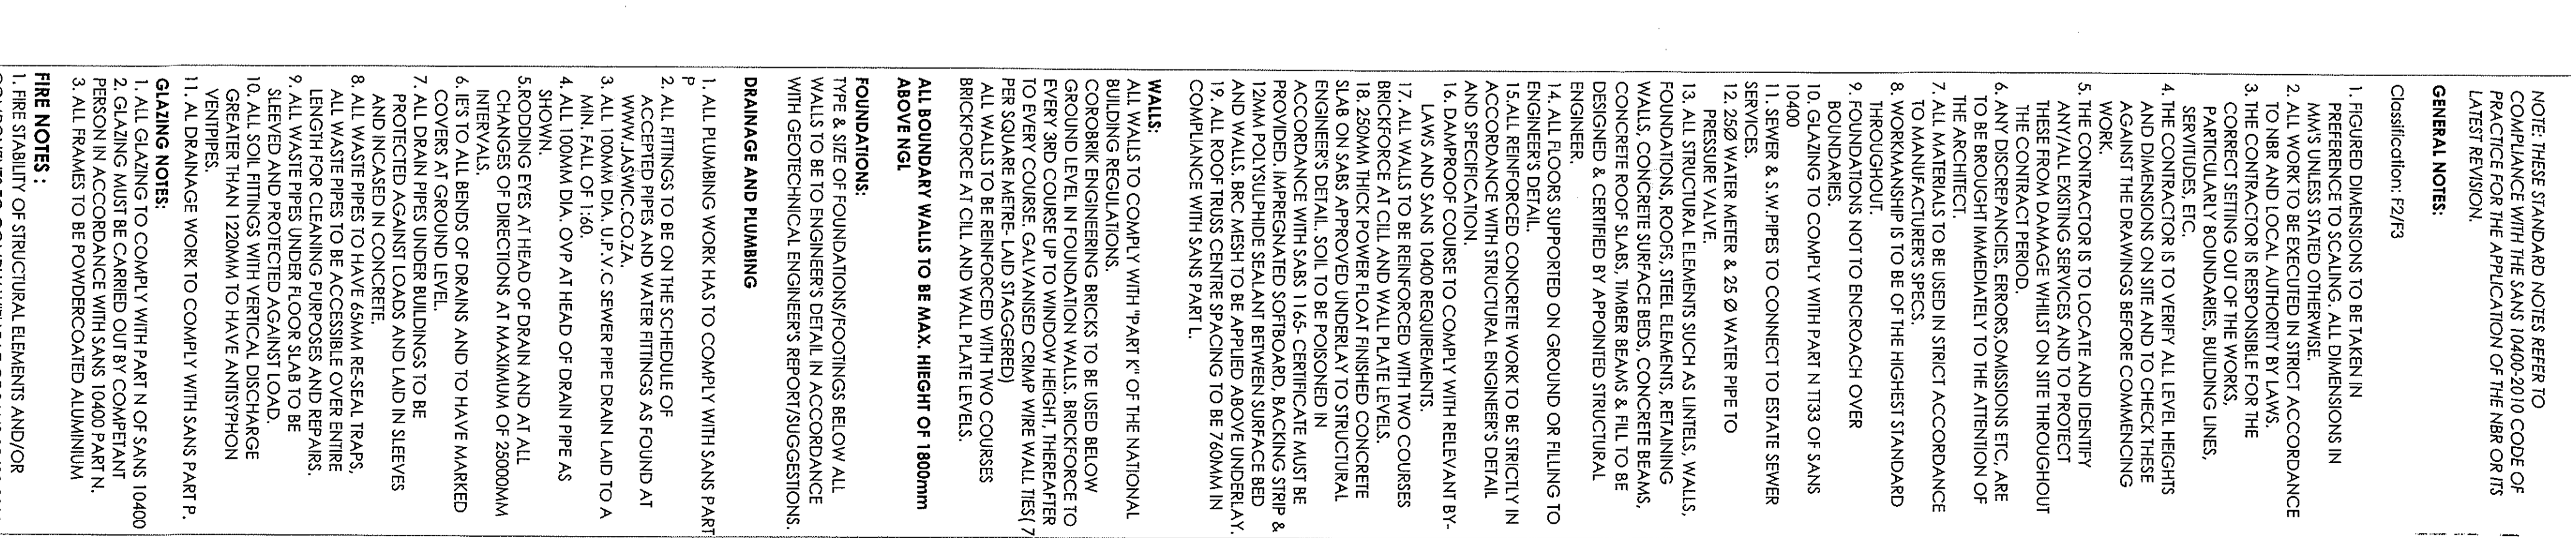 NOTE: THESE STANDARD NOTES REFER TO
COMPLIANCE WITH THE SANS 10400-2010 CODE OF
PRACTICE FOR THE APPLICATION OF THE NBR OR ITS
LATEST REVISION.
GENERAL NOTES:
Classification: F2/F3
1. FIGURED DIMENSIONS TO BE TAKEN IN
PREFERENCE TO SCALING. ALL DIMENSIONS IN
MM'S UNLESS STATED OTHERWISE.
2. ALL WORK TO BE EXECUTED IN STRICT ACCORDANCE
TO NBR AND LOCAL AUTHORITY BY LAWS.
3. THE CONTRACTOR IS RESPONSIBLE FOR THE
CORRECT SETTING OUT OF THE WORKS,
PARTICULARLY BOUNDARIES, BUILDING LINES,
SERVITUDES, ETC.
4. THE CONTRACTOR IS TO VERIFY ALL LEVEL HEIGHTS
AND DIMENSIONS ON SITE AND TO CHECK THESE
AGAINST THE DRAWINGS BEFORE COMMENCING
WORK.
5. THE CONTRACTOR IS TO LOCATE AND IDENTIFY
ANY/ALL EXISTING SERVICES AND TO PROTECT
THESE FROM DAMAGE WHILST ON SITE THROUGHOUT
THE CONTRACT PERIOD.
6. ANY DISCREPANCIES, ERRORS,OMISSIONS ETC, ARE
TO BE BROUGHT IMMEDIATELY TO THE ATTENTION OF
THE ARCHITECT.
7. ALL MATERIALS TO BE USED IN STRICT ACCORDANCE
TO MANUFACTURER'S SPECS.
8. WORKMANSHIP IS TO BE OF THE HIGHEST STANDARD
THROUGHOUT.
9. FOUNDATIONS NOT TO ENCROACH OVER
BOUNDARIES.
10. GLAZING TO COMPLY WITH PART N TT33 OF SANS
10400
11. SEWER & S.W.PIPES TO CONNECT TO ESTATE SEWER
SERVICES.
12. 25Ø WATER METER & 25 Ø WATER PIPE TO
PRESSURE VALVE.
13. ALL STRUCTURAL ELEMENTS SUCH AS LINTELS, WALLS,
FOUNDATIONS, ROOFS, STEEL ELEMENTS, RETAINING
WALLS, CONCRETE SURFACE BEDS, CONCRETE BEAMS,
CONCRETE ROOF SLABS, TIMBER BEAMS & FILL TO BE
DESIGNED & CERTIFIED BY APPOINTED STRUCTURAL
ENGINEER.
14. ALL FLOORS SUPPORTED ON GROUND OR FILLING TO
ENGINEER'S DETAIL.
15.ALL REINFORCED CONCRETE WORK TO BE STRICTLY IN
ACCORDANCE WITH STRUCTURAL ENGINEER'S DETAIL
AND SPECIFICATION.
16. DAMPROOF COURSE TO COMPLY WITH RELEVANT BY-
LAWS AND SANS 10400 REQUIREMENTS.
17. ALL WALLS TO BE REINFORCED WITH TWO COURSES
BRICKFORCE AT CILL AND WALL PLATE LEVELS.
18. 250MM THICK POWER FLOAT FINISHED CONCRETE
SLAB ON SABS APPROVED UNDERLAY TO STRUCTURAL
ENGINEER'S DETAIL. SOIL TO BE POISONED IN
ACCORDANCE WITH SABS 1165- CERTIFICATE MUST BE
PROVIDED. IMPREGNATED SOFTBOARD, BACKING STRIP &
12MM POLYSULPHIDE SEALANT BETWEEN SURFACE BED
AND WALLS. BRC MESH TO BE APPLIED ABOVE UNDERLAY.
19. ALL ROOF TRUSS CENTRE SPACING TO BE 760MM IN
COMPLIANCE WITH SANS PART L.
WALLS:
ALL WALLS TO COMPLY WITH "PART K" OF THE NATIONAL
BUILDING REGULATIONS.
COROBRIK ENGINEERING BRICKS TO BE USED BELOW
GROUND LEVEL IN FOUNDATION WALLS. BRICKFORCE TO
EVERY 3RD COURSE UP TO WINDOW HEIGHT, THEREAFTER
TO EVERY COURSE. GALVANISED CRIMP WIRE WALL TIES( 7
PER SQUARE METRE- LAID STAGGERED)
ALL WALLS TO BE REINFORCED WITH TWO COURSES
BRICKFORCE AT CILL AND WALL PLATE LEVELS.
ALL BOUNDARY WALLS TO BE MAX. HIEGHT OF 1800mm
ABOVE NGL
FOUNDATIONS:
TYPE & SIZE OF FOUNDATIONS/FOOTINGS BELOW ALL
WALLS TO BE TO ENGINEER'S DETAIL IN ACCORDANCE
WITH GEOTECHNICAL ENGINEER'S REPORT/SUGGESTIONS.
DRAINAGE AND PLUMBING
1. ALL PLUMBING WORK HAS TO COMPLY WITH SANS PART
P
2. ALL FITTINGS TO BE ON THE SCHEDULE OF
ACCEPTED PIPES AND WATER FITTINGS AS FOUND AT
WWW.JASWIC.CO.ZA.
3. ALL 100MM DIA. U.P.V.C SEWER PIPE DRAIN LAID TO A
MIN. FALL OF 1:60.
4. ALL 100MM DIA. OVP AT HEAD OF DRAIN PIPE AS
SHOWN.
5.RODDING EYES AT HEAD OF DRAIN AND AT ALL
CHANGES OF DIRECTIONS AT MAXIMUM OF 25000MM
INTERVALS.
6. IE'S TO ALL BENDS OF DRAINS AND TO HAVE MARKED
COVERS AT GROUND LEVEL.
7. ALL DRAIN PIPES UNDER BUILDINGS TO BE
PROTECTED AGAINST LOADS AND LAID IN SLEEVES
AND INCASED IN CONCRETE.
8. ALL WASTE PIPES TO HAVE 65MM RE-SEAL TRAPS,
ALL WASTE PIPES TO BE ACCESSIBLE OVER ENTIRE
LENGTH FOR CLEANING PURPOSES AND REPAIRS.
9. ALL WASTE PIPES UNDER FLOOR SLAB TO BE
SLEEVED AND PROTECTED AGAINST LOAD.
10. ALL SOIL FITTINGS WITH VERTICAL DISCHARGE
GREATER THAN 1220MM TO HAVE ANTISYPHON
VENTPIPES.
11. AL DRAINAGE WORK TO COMPLY WITH SANS PART P.
GLAZING NOTES:
1. ALL GLAZING TO COMPLY WITH PART N OF SANS 10400
2. GLAZING MUST BE CARRIED OUT BY COMPETANT
PERSON IN ACCORDANCE WITH SANS 10400 PART N.
3. ALL FRAMES TO BE POWDERCOATED ALUMINIUM
FIRE NOTES :
1. FIRE STABILITY OF STRUCTURAL ELEMENTS AND/OR